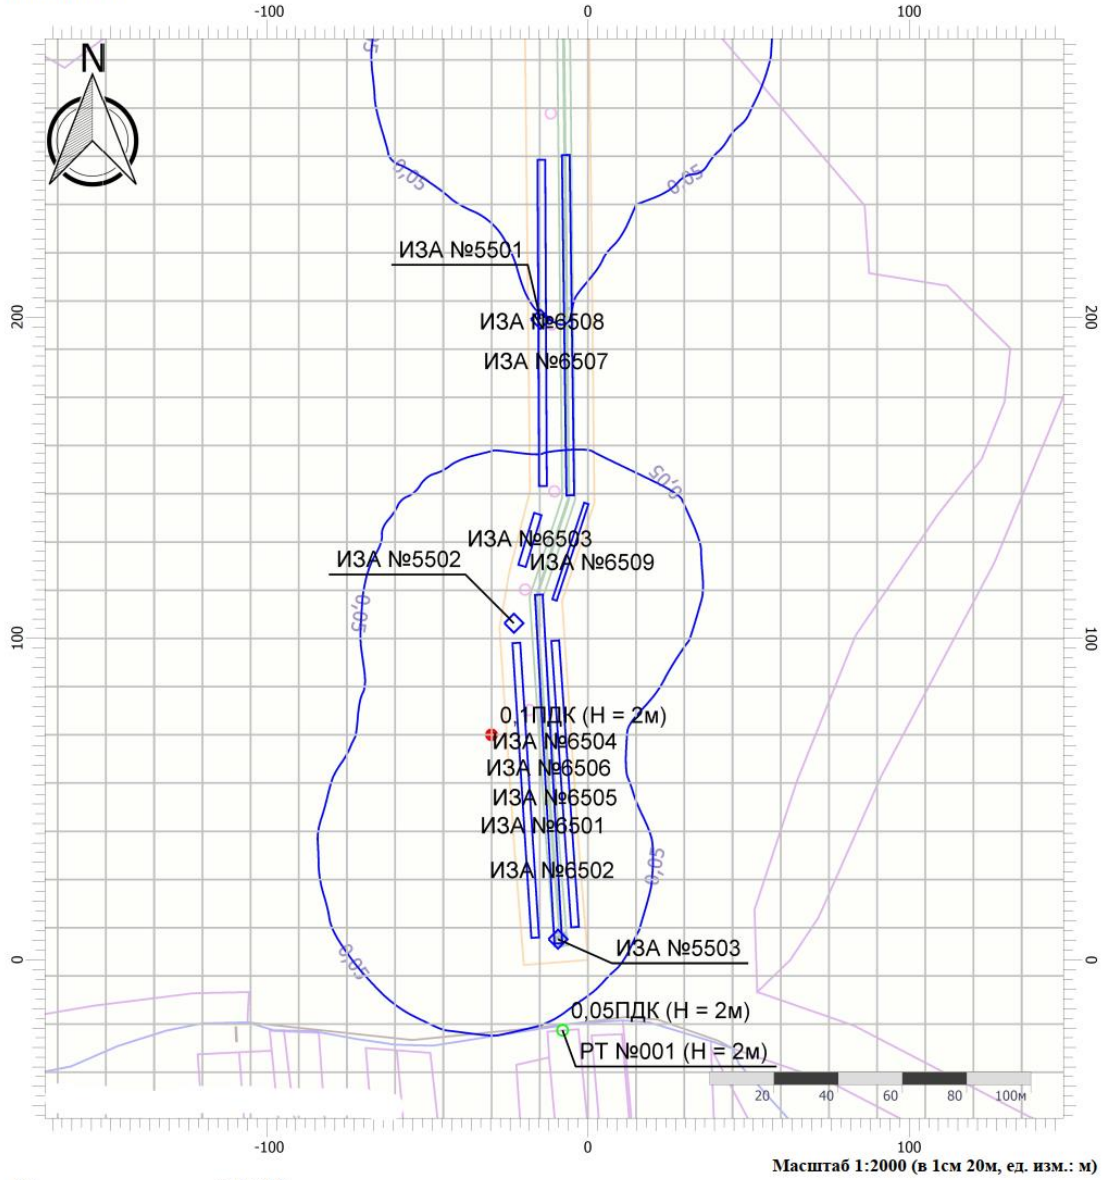 -100 0 100
N
5
0,05 0,05
ИЗА №5501
200 200
ИЗА №6508
ИЗА №6507
0,05
ИЗА №6503
ИЗА №5502 ИЗА №6509
0,05
100 100
0,1ПДК (Н = 2м)
ИЗА №6504
ИЗА №6506
ИЗА №6505
ИЗА №6501
0,05
ИЗА №6502
ИЗА №5503
0 0
0,05
0,05ПДК (Н = 2м)
РТ №001 (Н = 2м)
20 40 60 80 100м
-100 0 100
Масштаб 1:2000 (в 1см 20м, ед. изм.: м)